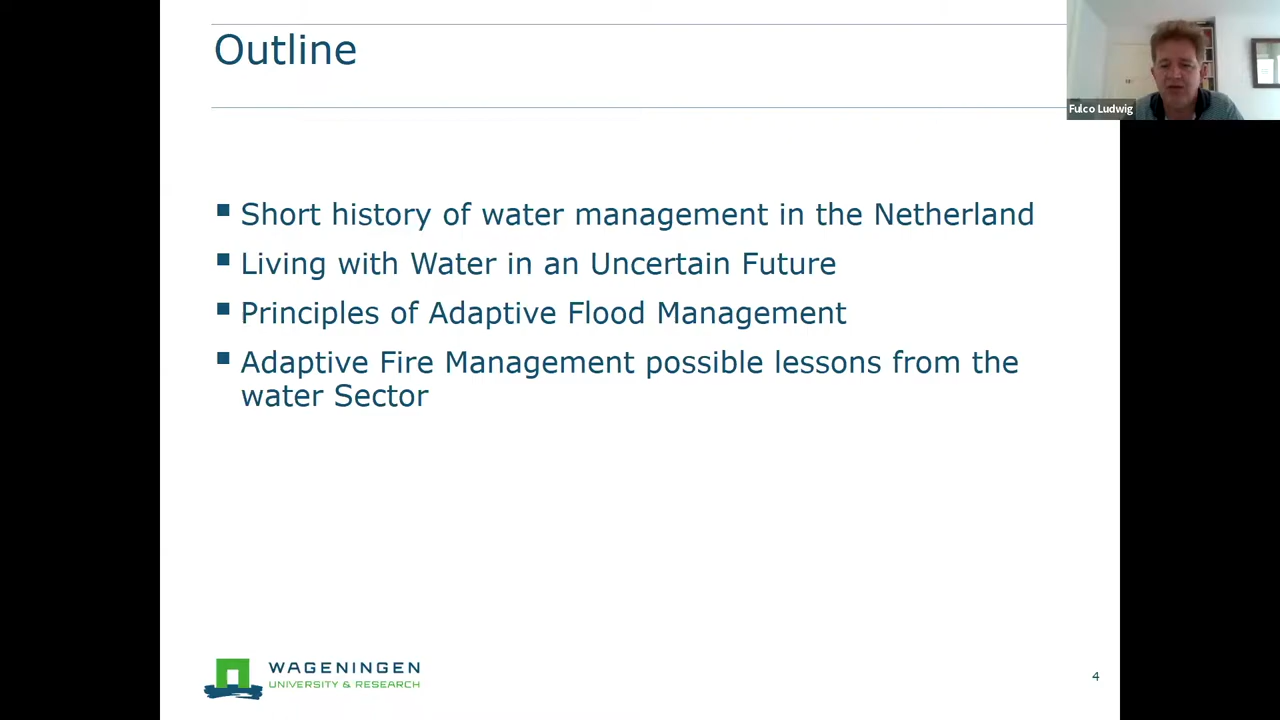 Outline
Fulco Ludwig
Short history of water management in the Netherland
Living with Water in an Uncertain Future
Principles of Adaptive Flood Management
Adaptive Fire Management possible lessons from the
water Sector
WAGENINGEN
UNIVERSITY & RESEARCH
4